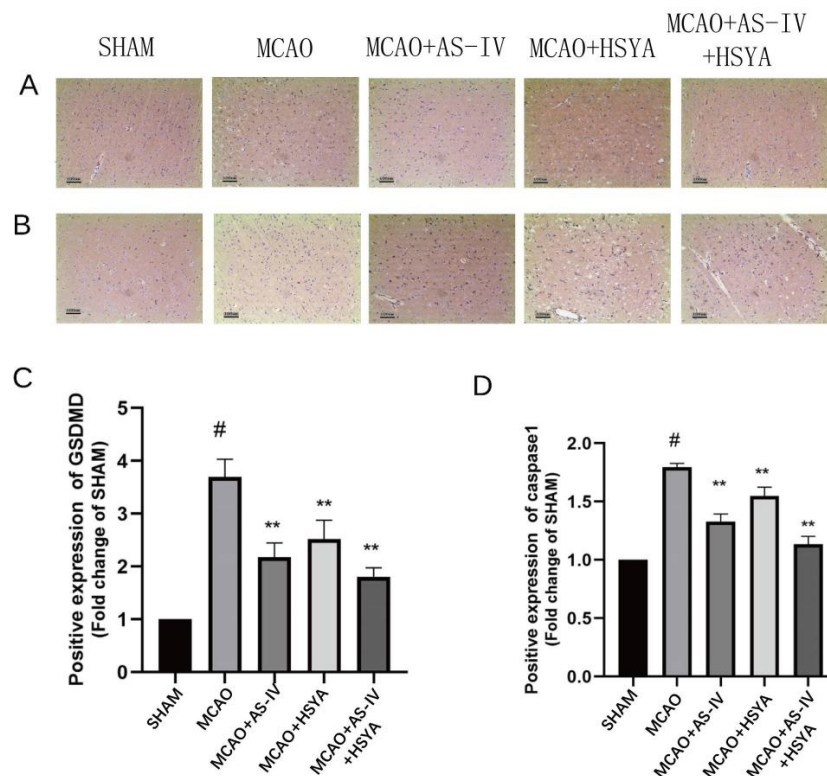 SHAM
MCAO
MCAO+AS-IV
MCAO+HSYA
MCAO+AS-IV
+HSYA
A
B
C
Positive expression of GSDMD
(Fold change of SHAM)
5
4
3
2
1
0
#
**
**
**
SHAM
MCAO
MCAO+AS-IV
MCAO+HSYA
MCAO+AS-IV
+HSYA
D
Positive expression of caspase1
(Fold change of SHAM)
2.0
1.5
1.0
0.5
0.0
#
**
**
**
SHAM
MCAO
MCAO+AS-IV
MCAO+HSYA
MCAO+AS-IV
+HSYA